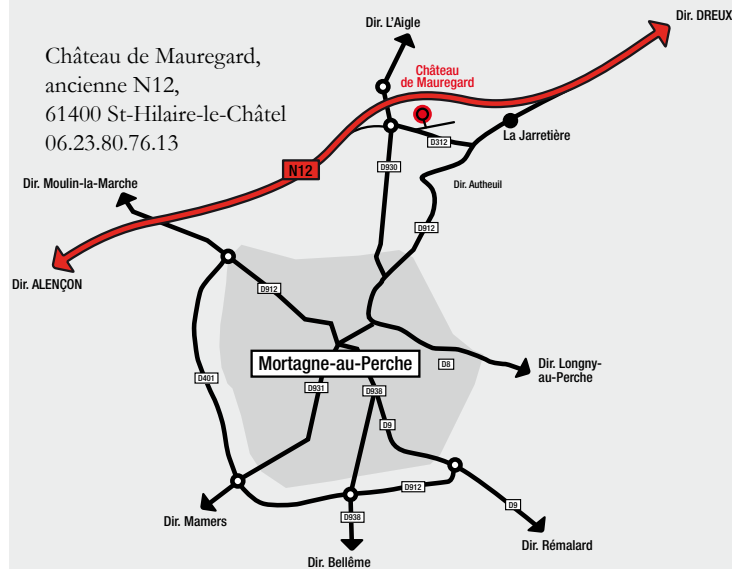 Dir. L'Aigle
Dir. DREUX
Château de Mauregard,
ancienne N12,
61400 St-Hilaire-le-Châtel
06.23.80.76.13
Château
de Mauregard
La Jarretière
D312
D930
N12
Dir. Moulin-la-Marche
Dir. Autheuil
D912
Dir. ALENÇON
D912
Mortagne-au-Perche
D8
Dir. Longny-
au-Perche
D401
D931
D938
D9
D912
D9
D938
Dir. Mamers
Dir. Rémalard
Dir. Bellême